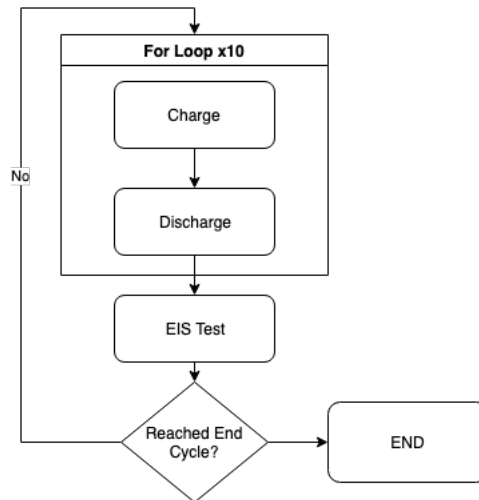 For Loop x10
Charge
No
Discharge
EIS Test
Reached End
Cycle?
END